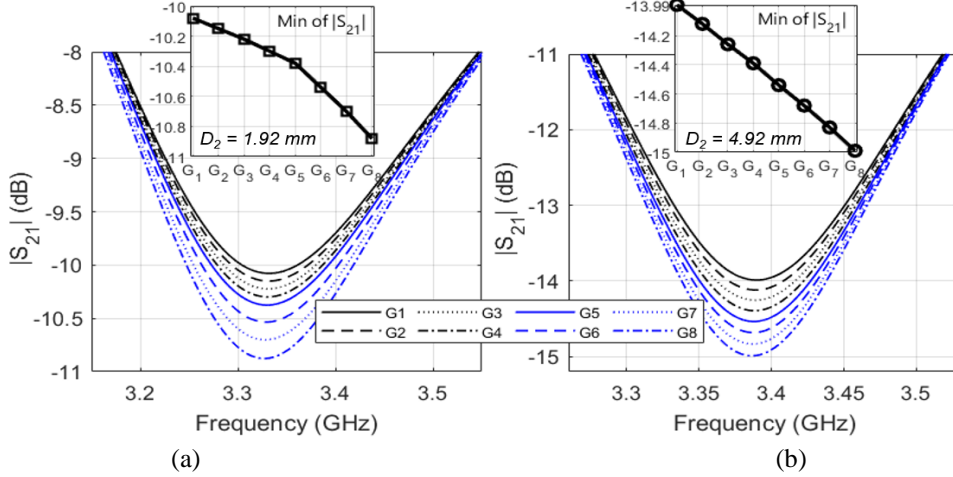 -10
-10.2
-10.4
-10.6
-10.8
-11
Min of |S21|
D2 = 1.92 mm
G1 G2 G3 G4 G5 G6 G7 G8
-8
-8.5
-9
-9.5
-10
-10.5
-11
|S21| (dB)
3.2 3.3 3.4 3.5
Frequency (GHz)
(a)
-13.99
-14.2
-14.4
-14.6
-14.8
-15
Min of |S21|
D2 = 4.92 mm
G1 G2 G3 G4 G5 G6 G7 G8
-11
-12
-13
-14
-15
|S21| (dB)
3.3 3.35 3.4 3.45 3.5
Frequency (GHz)
(b)
G1 G3 G5 G7
G2 G4 G6 G8